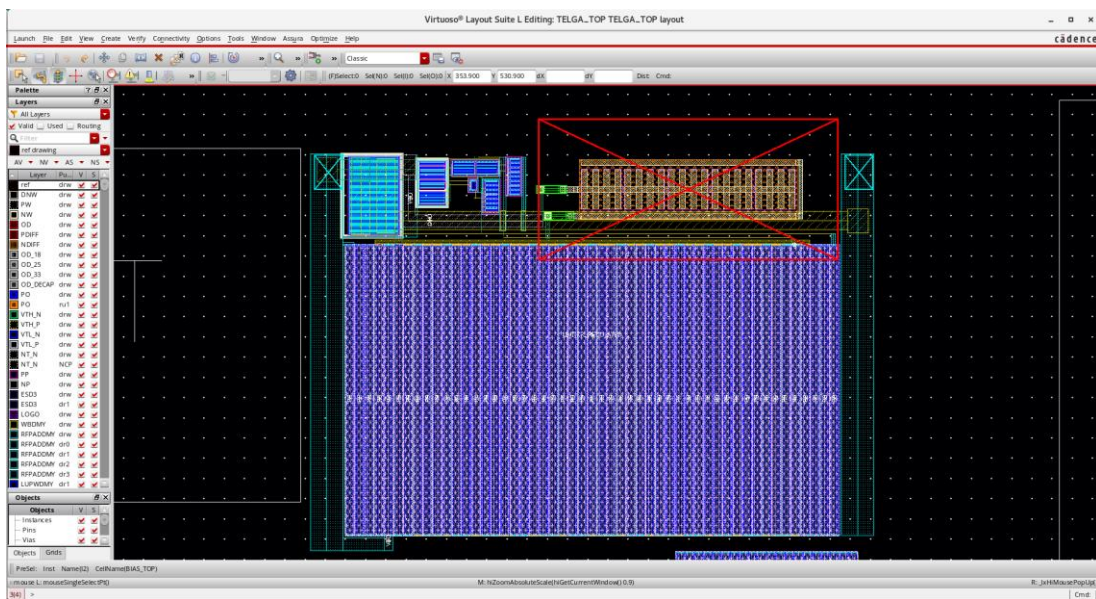 Virtuoso® Layout Suite L Editing: TELGA_TOP TELGA_TOP layout
Launch File Edit View Create Verify Connectivity Options Tools Window Assura Optimize Help
cādence
Classic
(F)Select:0 Sel(N):0 Sel(I):0 Sel(O):0 X 353.900 Y 530.900 dX dY Dist Cmd:
Palette
Layers
All Layers
Valid Used Routing
Filter
ref drawing
AV NV AS NS
Layer Pu... V S
ref drw
DNW drw
PW drw
NW drw
OD drw
PDIFF drw
NDIFF drw
OD_18 drw
OD_25 drw
OD_33 drw
OD_DECAP drw
PO drw
PO ru1
VTH_N drw
VTH_P drw
VTL_N drw
VTL_P drw
NT_N drw
NT_N NCP
PP drw
NP drw
ESD3 drw
ESD3 dr1
LOGO drw
WBDMY drw
RFPADDMY drw
RFPADDMY dr0
RFPADDMY dr1
RFPADDMY dr2
RFPADDMY dr3
LUPWDMY dr1
Objects
Objects V S
Instances
Pins
Vias
Objects Grids
PreSel: Inst Name(I2) CellName(BIAS_TOP)
mouse L: mouseSingleSelectPt() M: hiZoomAbsoluteScale(hiGetCurrentWindow() 0.9) R: _lxHiMousePopUp(
3(4) > Cmd: